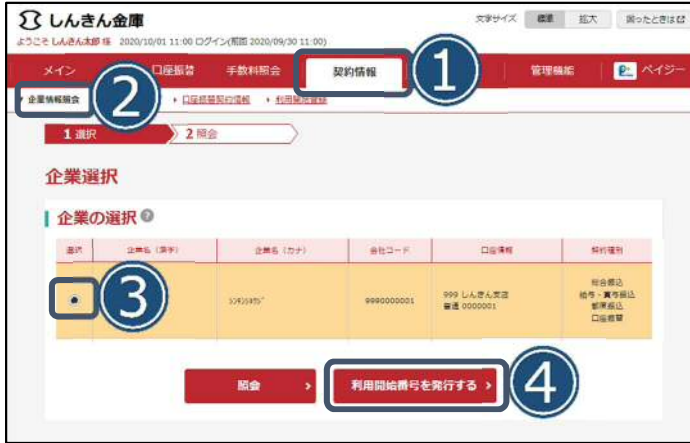 しんきん金庫
文字サイズ 標準 拡大 困ったときは
ようこそ しんきん太郎 様 2020/10/01 11:00 ログイン(前回 2020/09/30 11:00)
メイン 口座振替 手数料照会 契約情報 管理機能 ペイジー
1
企業情報照会 口座振替契約情報 利用開始登録
2
1 選択 2 照会
企業選択
企業の選択
選択 企業名（漢字） 企業名（カナ） 会社コード 口座情報 契約種別
3
9990000001
999 しんきん支店
普通 0000001
総合振込
給与・賞与振込
都度振込
口座振替
照会
利用開始番号を発行する
4